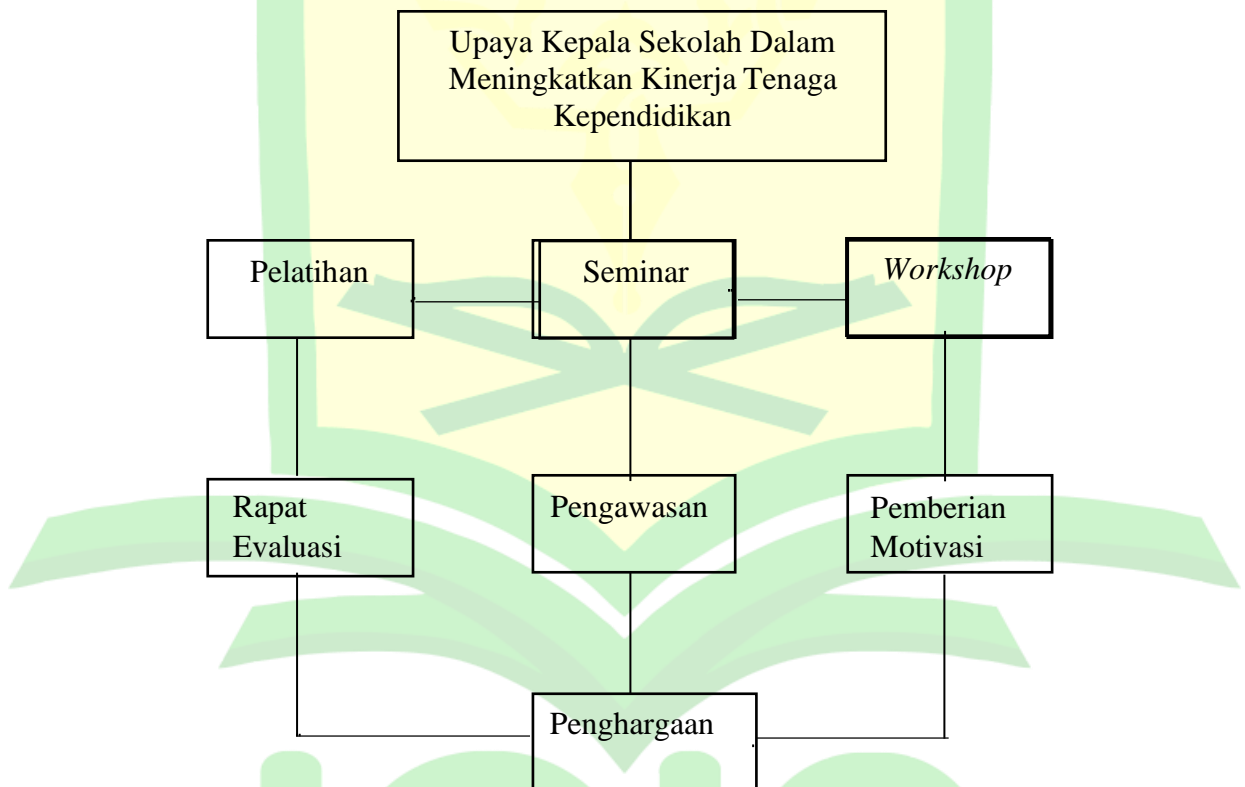 Upaya Kepala Sekolah Dalam
Meningkatkan Kinerja Tenaga
Kependidikan
Pelatihan
Seminar
Workshop
Rapat
Evaluasi
Pengawasan
Pemberian
Motivasi
Penghargaan